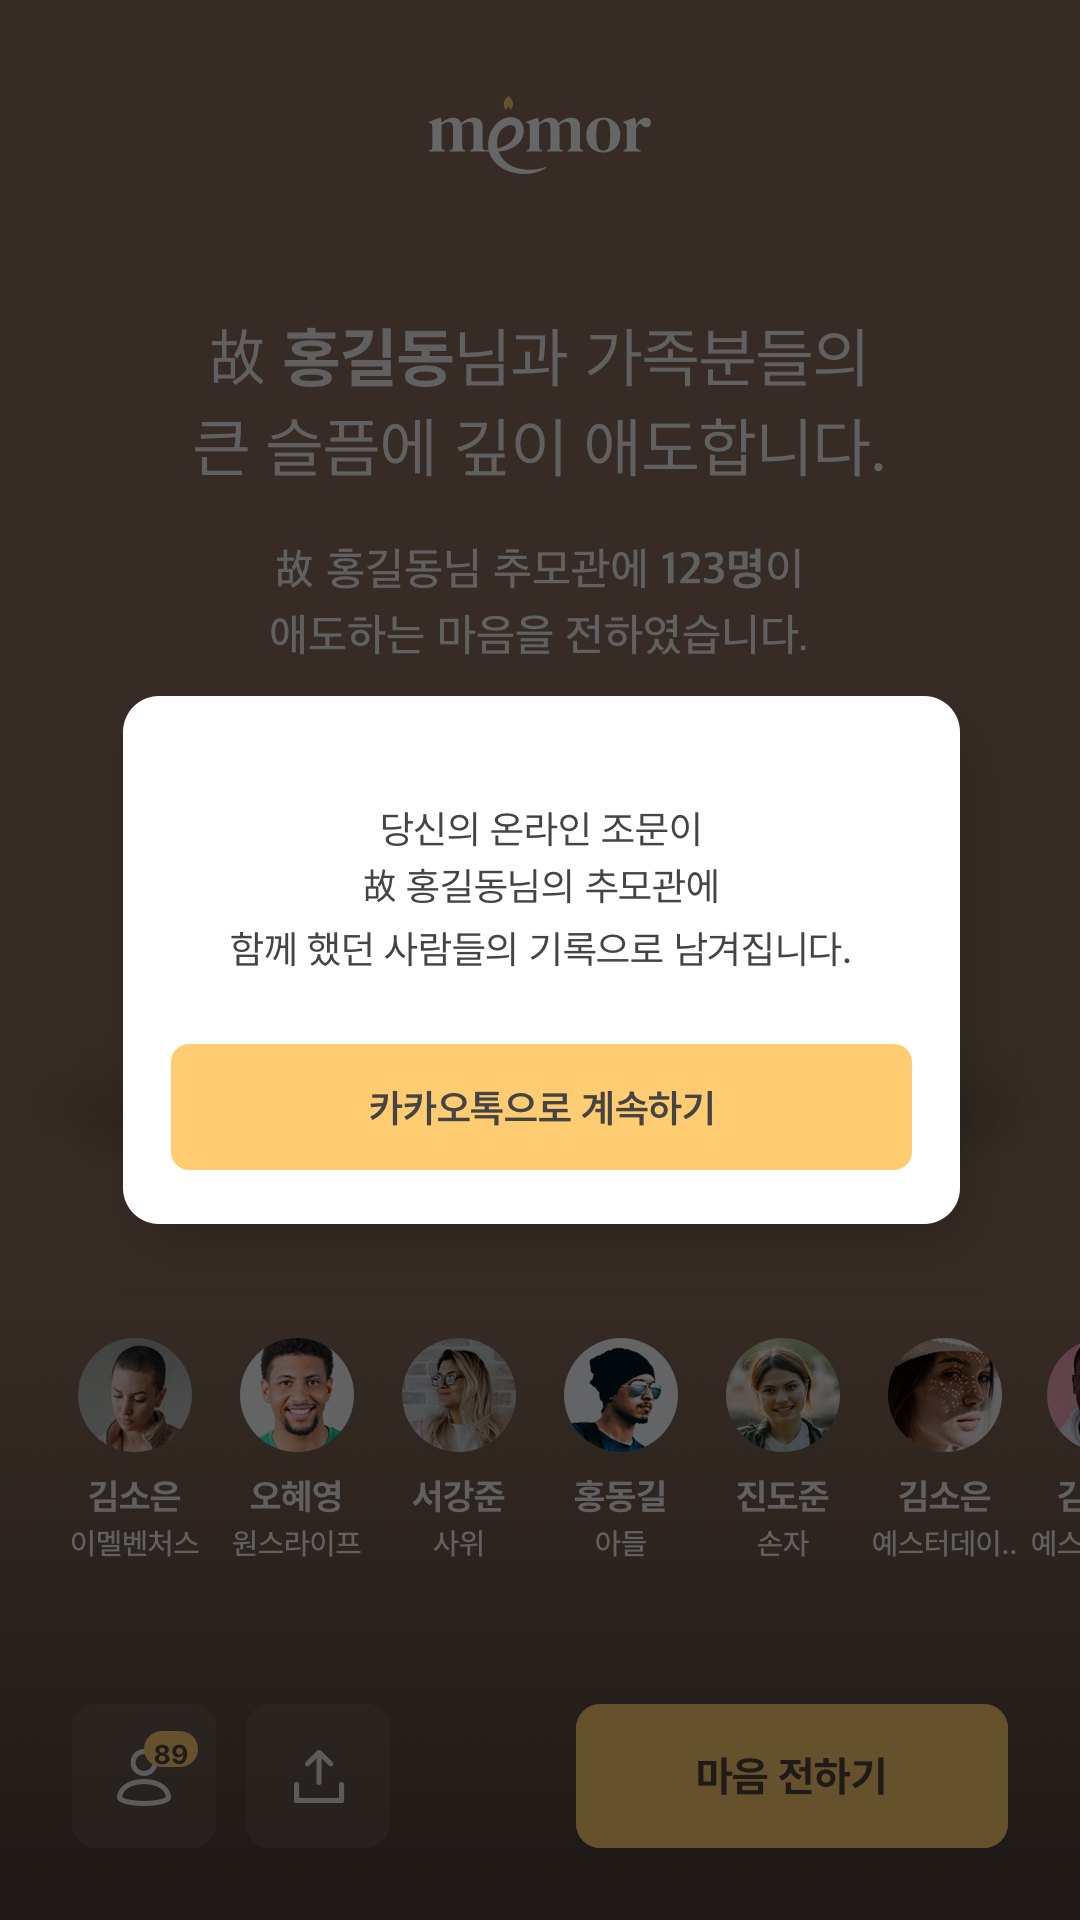 memor
故 홍길동님과 가족분들의
큰 슬픔에 깊이 애도합니다.
故 홍길동님 추모관에 123명이
애도하는 마음을 전하였습니다.
당신의 온라인 조문이
故 홍길동님의 추모관에
함께 했던 사람들의 기록으로 남겨집니다.
카카오톡으로 계속하기
김소은 오혜영 서강준 홍동길 진도준 김소은
이멜벤처스 원스라이프 사위 아들 손자 예스터데이.. 예스
89
마음 전하기